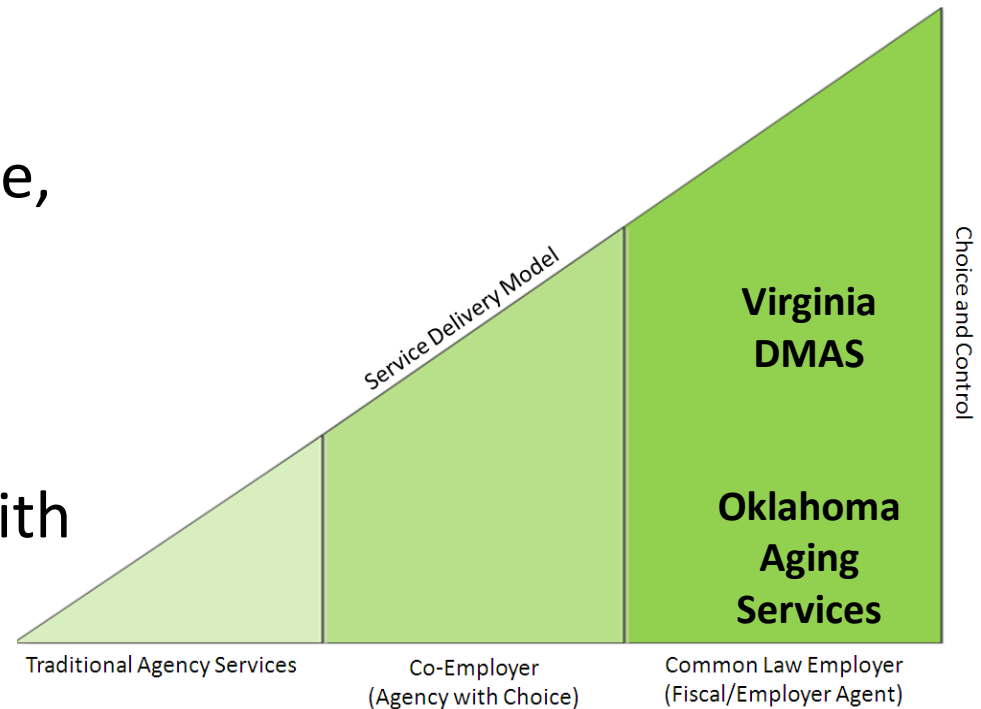 e,
ith
Service Delivery Model
Virginia
DMAS
Oklahoma
Aging
Services
Choice and Control
Traditional Agency Services
Co-Employer
(Agency with Choice)
Common Law Employer
(Fiscal/Employer Agent)